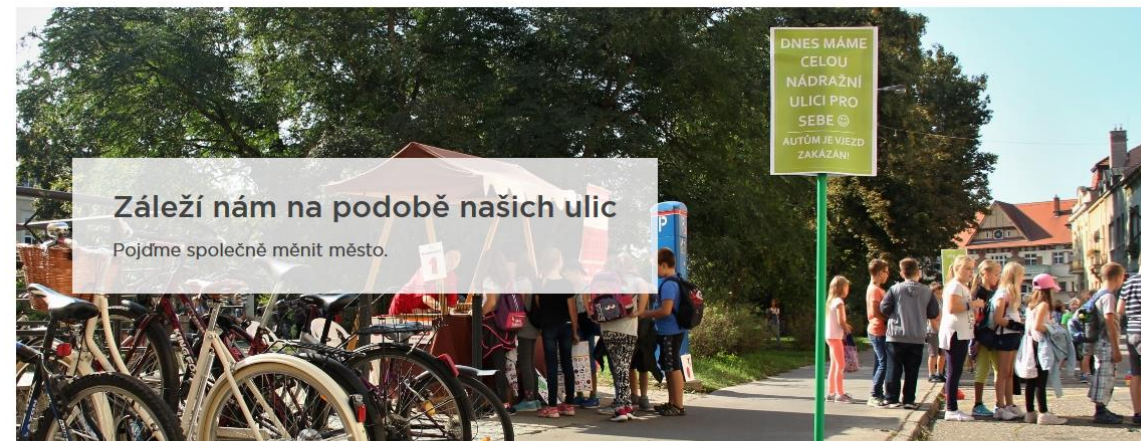 Záleží nám na podobě našich ulic
Pojďme společně měnit město.
DNES MÁME
CELOU
NÁDRAŽNÍ
ULICI PRO
SEBE ☺
AUTŮM JE VJEZD
ZAKÁZÁN!
P
1